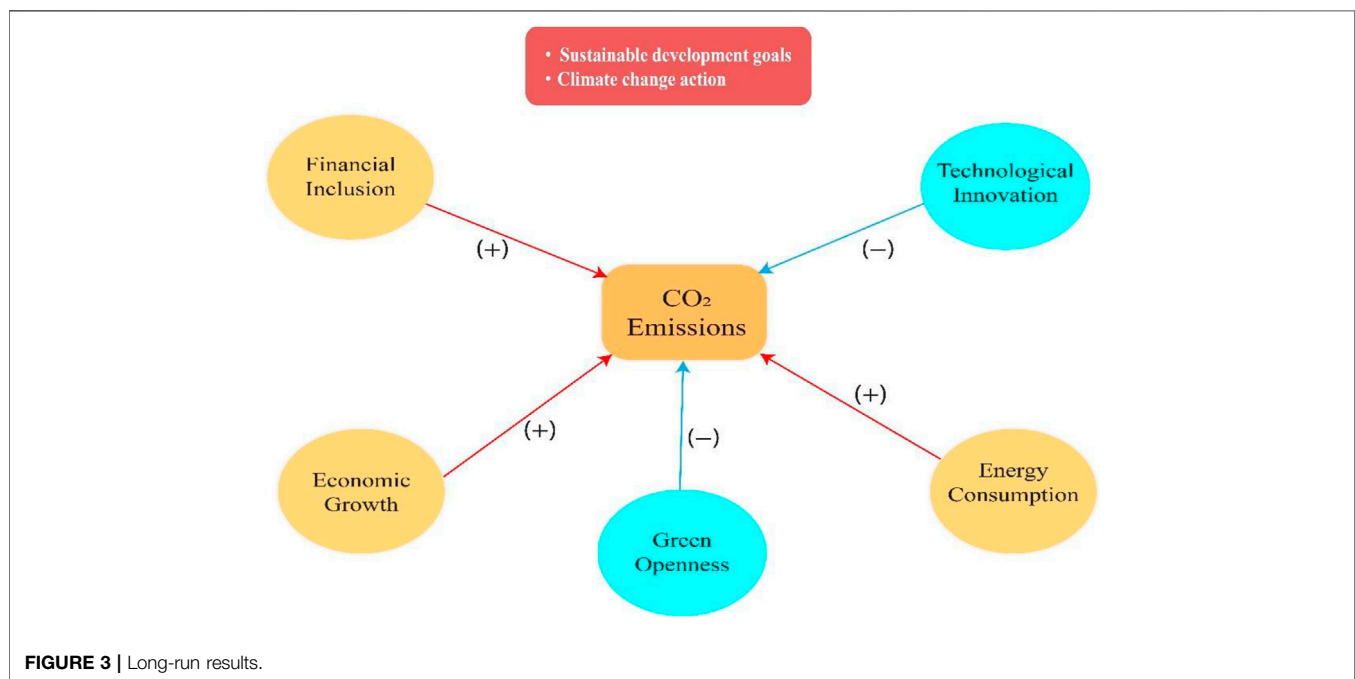 • Sustainable development goals
• Climate change action
Financial
Inclusion
Technological
Innovation
(+)
(−)
CO₂
Emissions
(+)
(−)
(+)
Economic
Growth
Green
Openness
Energy
Consumption
FIGURE 3 | Long-run results.